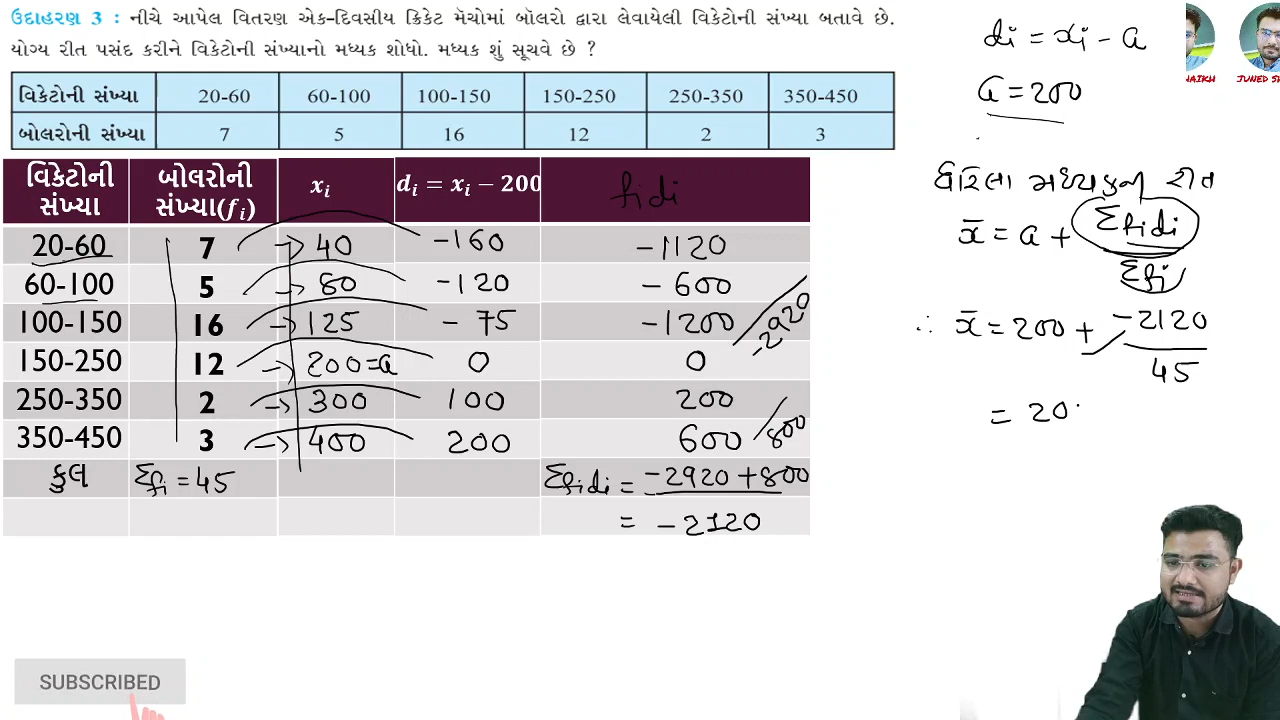 ઉદાહરણ 3 : નીચે આપેલ વિતરણ એક-દિવસીય ક્રિકેટ મૅચોમાં બૉલરો દ્વારા લેવાયેલી વિકેટોની સંખ્યા બતાવે છે.
યોગ્ય રીત પસંદ કરીને વિકેટોની સંખ્યાનો મધ્યક શોધો. મધ્યક શું સૂચવે છે ?
વિકેટોની સંખ્યા 20-60 60-100 100-150 150-250 250-350 350-450
બોલરોની સંખ્યા 7 5 16 12 2 3
વિકેટોની સંખ્યા બોલરોની સંખ્યા(fᵢ) xᵢ dᵢ = xᵢ − 200 fidi
20-60 7 → 40 -160 -1120
60-100 5 → 80 -120 -600
100-150 16 → 125 -75 -1200 -2920
150-250 12 → 200=a 0 0
250-350 2 → 300 100 200
350-450 3 → 400 200 600 800
કુલ Σfi = 45 Σfidi = -2920 + 800
= -2120
di = xi - a
a = 200
ધારેલા મધ્યકની રીત
x̄ = a + Σfidi / Σfi
∴ x̄ = 200 + -2120 / 45
= 20
HAIKH JUNED S
SUBSCRIBED